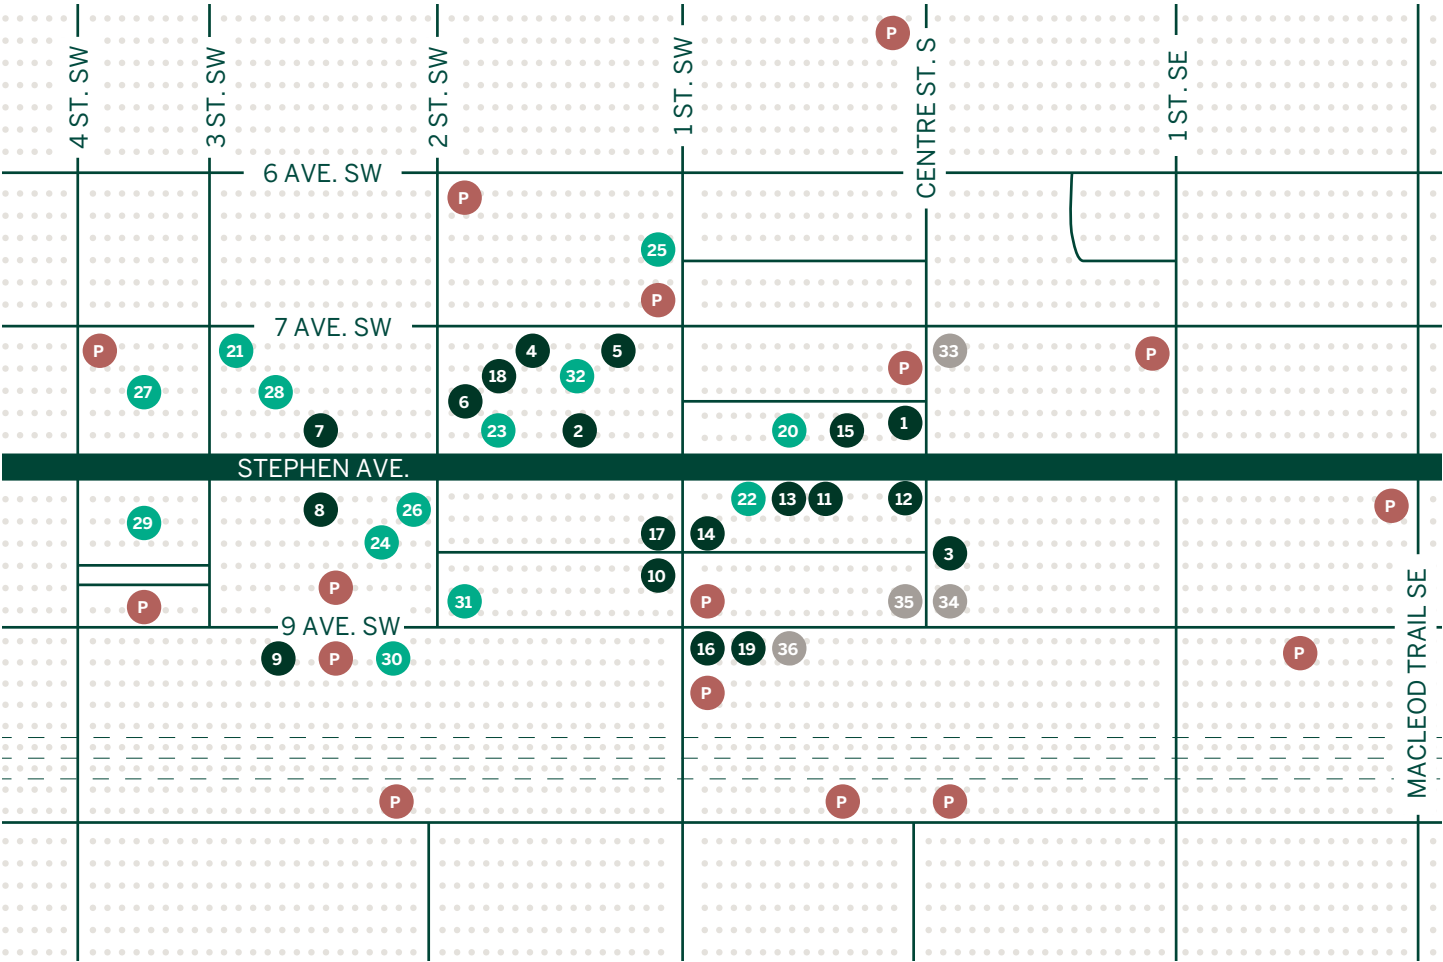 P
4 ST. SW
3 ST. SW
2 ST. SW
1 ST. SW
CENTRE ST. S
1 ST. SE
6 AVE. SW
P
25
P
7 AVE. SW
P
21
4
5
33
P
P
18
32
27
28
6
7
23
2
20
15
1
STEPHEN AVE.
22
13
11
12
P
8
26
29
17
14
24
3
10
P
P
31
P
35
34
9 AVE. SW
16
19
36
9
P
30
P
P
MACLEOD TRAIL SE
P
P
P